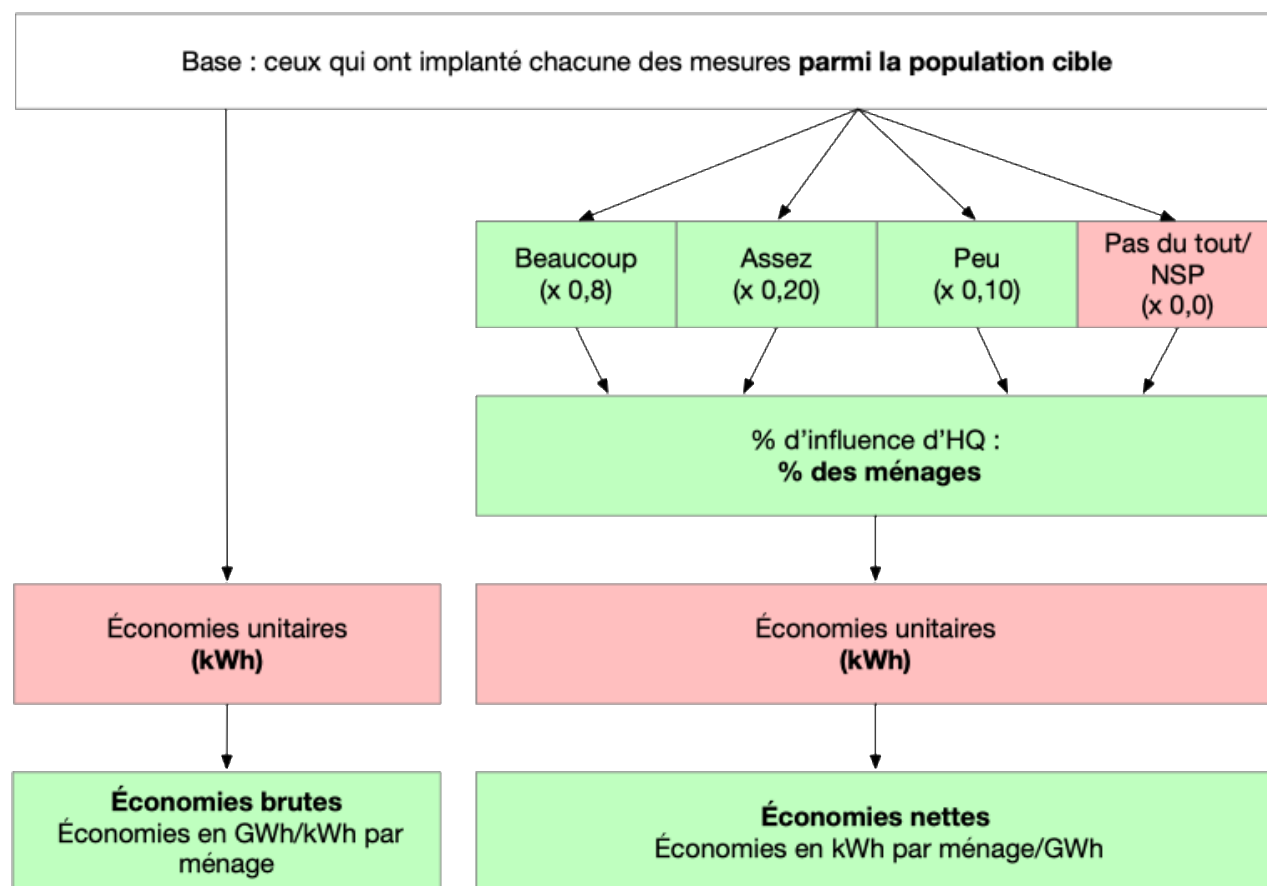 Base : ceux qui ont implanté chacune des mesures parmi la population cible
Beaucoup
(x 0,8)
Assez
(x 0,20)
Peu
(x 0,10)
Pas du tout/
NSP
(x 0,0)
% d'influence d'HQ :
% des ménages
Économies unitaires
(kWh)
Économies unitaires
(kWh)
Économies brutes
Économies en GWh/kWh par
ménage
Économies nettes
Économies en kWh par ménage/GWh